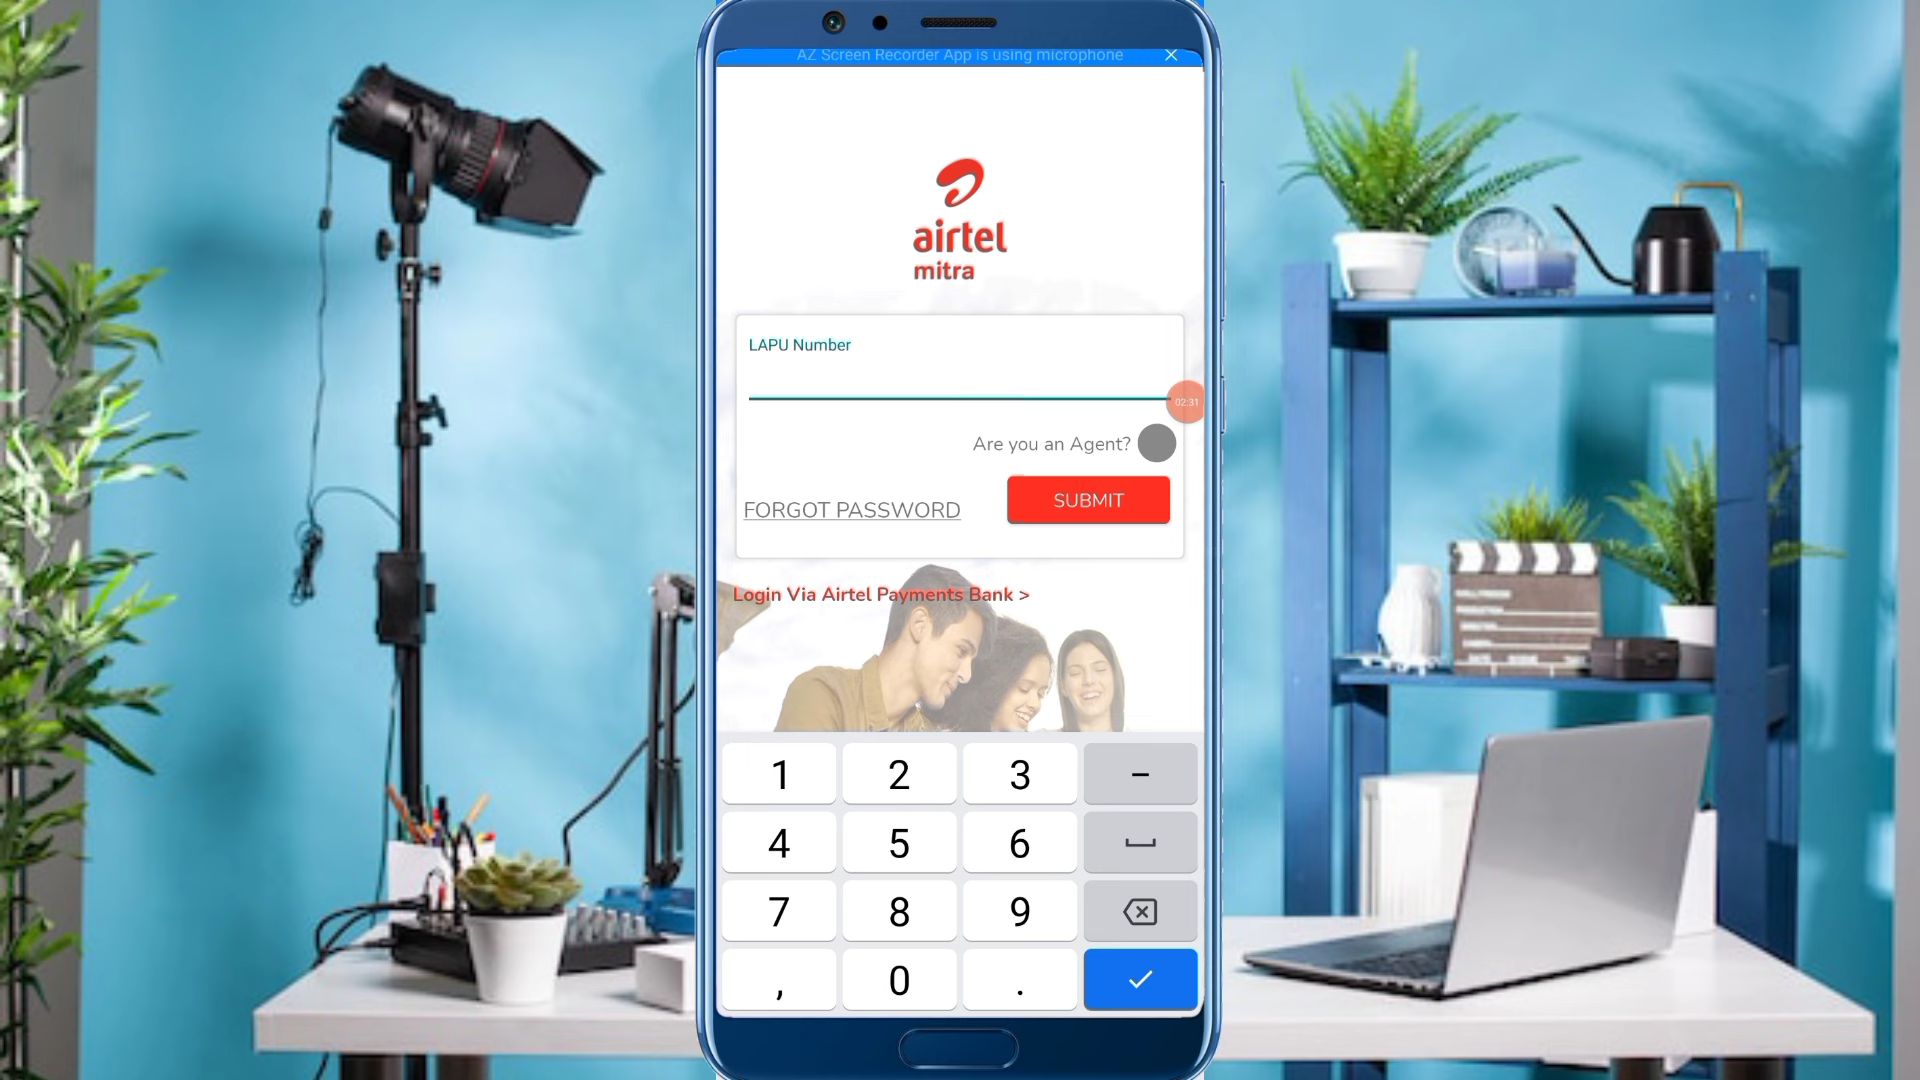 AZ Screen Recorder App is using microphone
airtel
mitra
LAPU Number
02:31
Are you an Agent?
FORGOT PASSWORD
SUBMIT
Login Via Airtel Payments Bank >
1 2 3 –
4 5 6
7 8 9
, 0 .